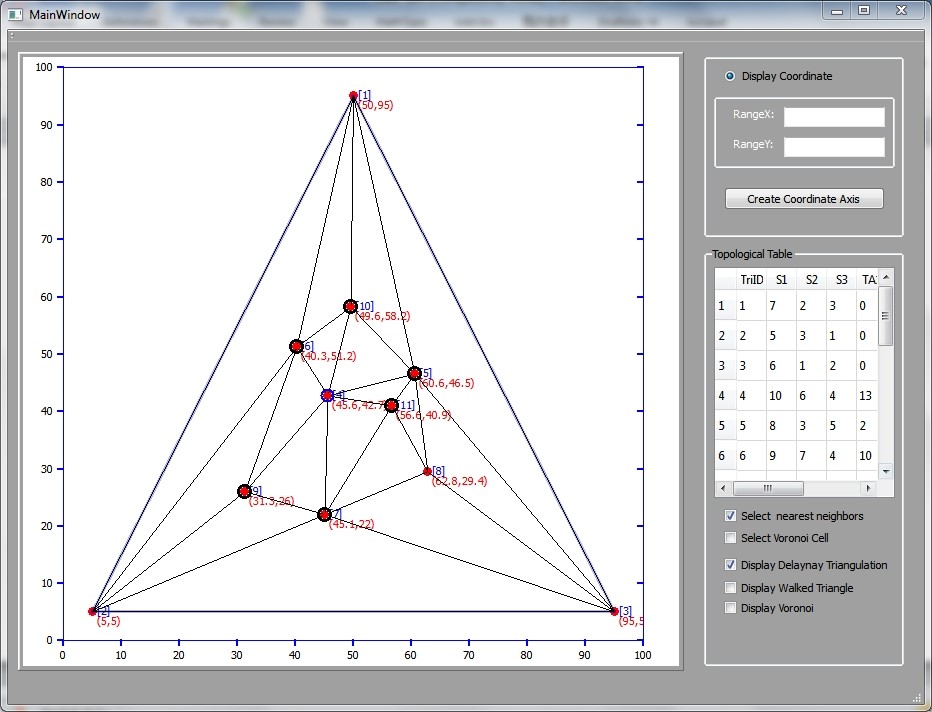 MainWindow
100
90
80
70
60
50
40
30
20
10
0
0 10 20 30 40 50 60 70 80 90 100
[1]
(50,95)
[10]
(49.6,58.2)
[6]
(40.3,51.2)
[5]
(60.6,46.5)
[4]
(45.6,42.7
[11]
(56.6,40.9)
[8]
(62.8,29.4)
[9]
(31.3,26)
[7]
(45.1,22)
[2]
(5,5)
[3]
(95,5
Display Coordinate
RangeX:
RangeY:
Create Coordinate Axis
Topological Table
TriID S1 S2 S3 TA
1 1 7 2 3 0
2 2 5 3 1 0
3 3 6 1 2 0
4 4 10 6 4 13
5 5 8 3 5 2
6 6 9 7 4 10
Select nearest neighbors
Select Voronoi Cell
Display Delaynay Triangulation
Display Walked Triangle
Display Voronoi